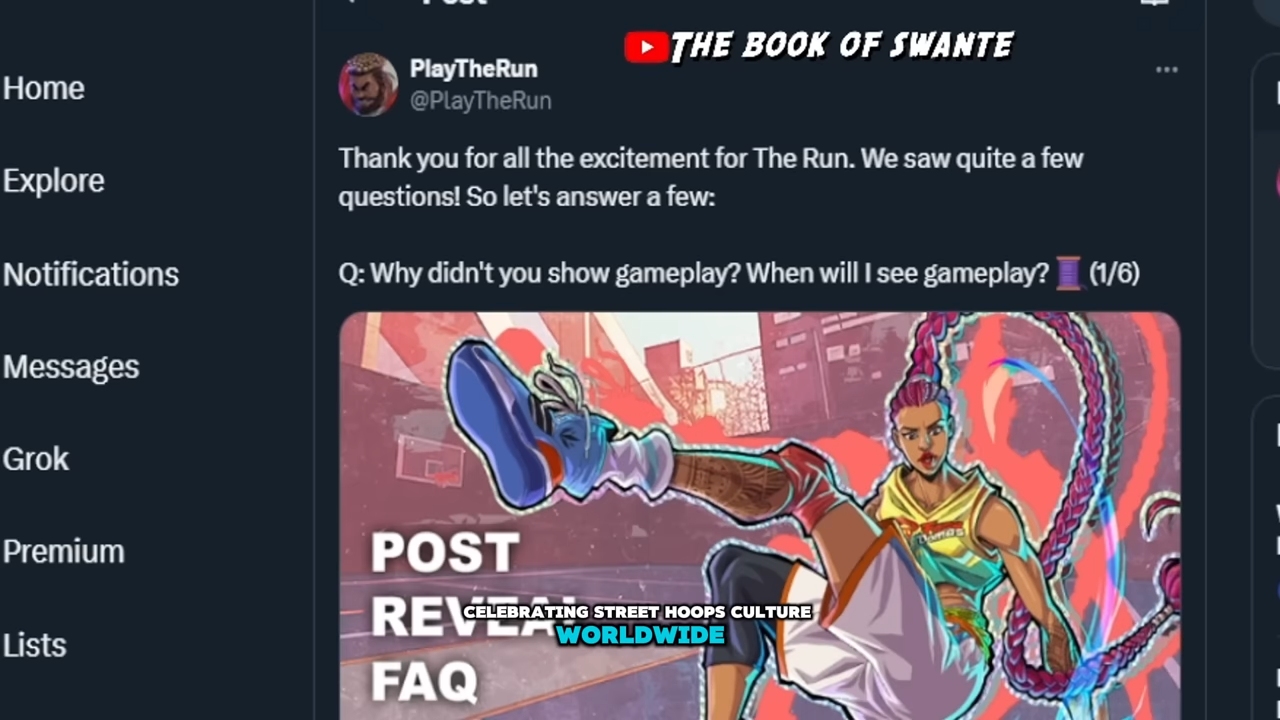 Post
THE BOOK OF SWANTE
Home
Explore
Notifications
Messages
Grok
Premium
Lists
PlayTheRun
@PlayTheRun
Thank you for all the excitement for The Run. We saw quite a few
questions! So let's answer a few:
Q: Why didn't you show gameplay? When will I see gameplay? 🧵 (1/6)
POST
REVEAL
FAQ
CELEBRATING STREET HOOPS CULTURE
WORLDWIDE